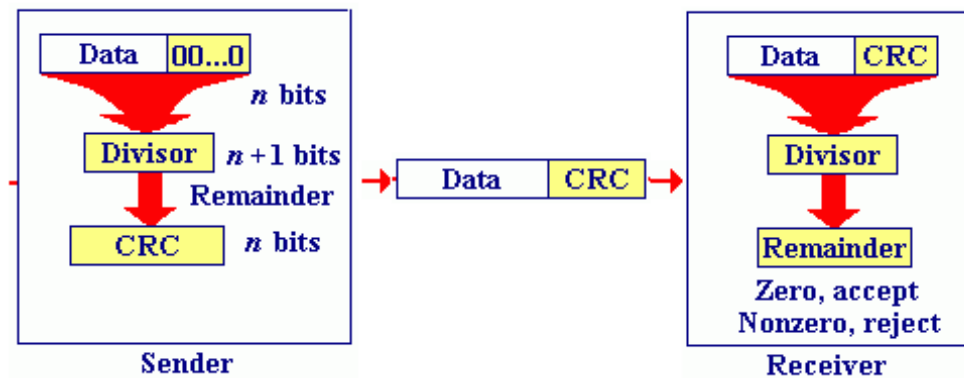 Data 00...0
n bits
Divisor n+1 bits
Remainder
CRC n bits
Sender
Data CRC
Data CRC
Divisor
Remainder
Zero, accept
Nonzero, reject
Receiver